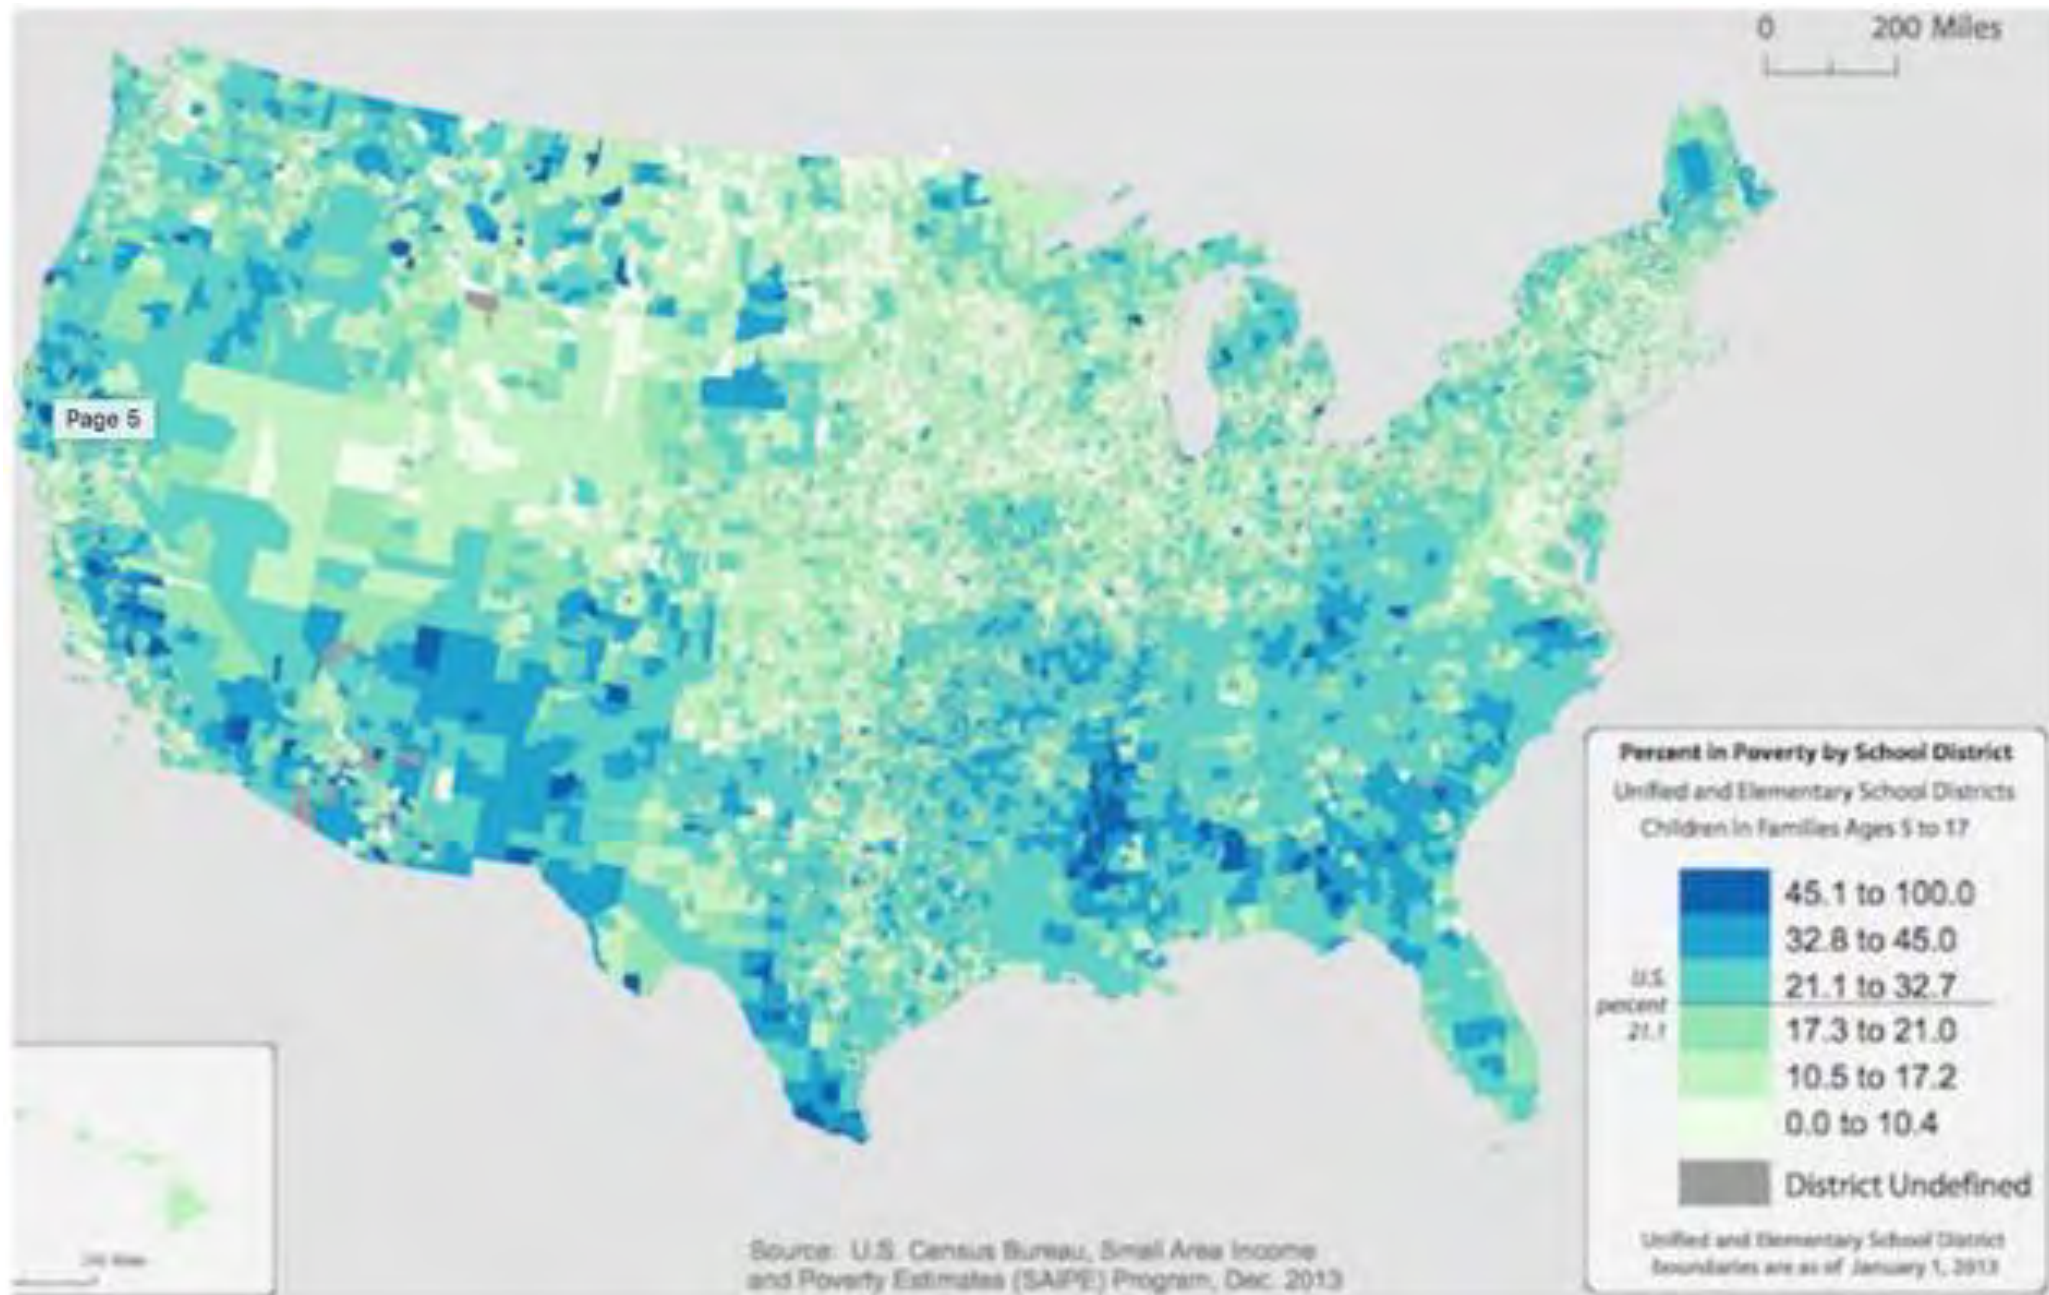 0 200 Miles
Page 5
Percent in Poverty by School District
Unified and Elementary School Districts
Children in Families Ages 5 to 17
45.1 to 100.0
32.8 to 45.0
21.1 to 32.7
U.S.
percent
21.1
17.3 to 21.0
10.5 to 17.2
0.0 to 10.4
District Undefined
Unified and Elementary School District
boundaries are as of January 1, 2013
Source: U.S. Census Bureau, Small Area Income
and Poverty Estimates (SAIPE) Program, Dec. 2013
Miles